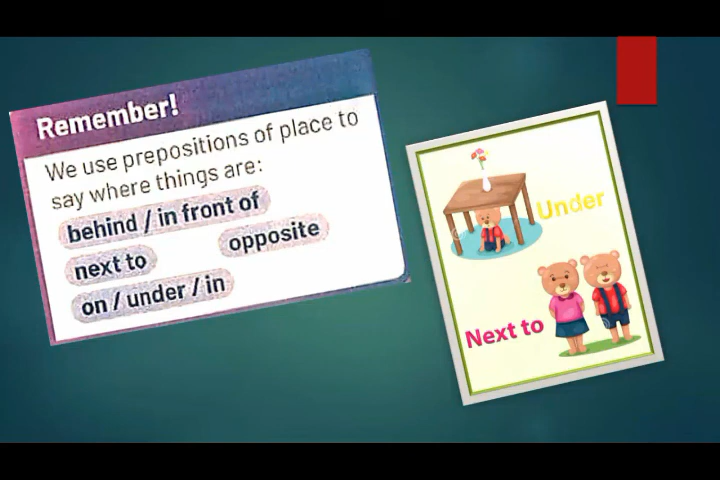 Remember!
We use prepositions of place to
say where things are:
behind / in front of
next to
opposite
on / under / in
Under
Next to